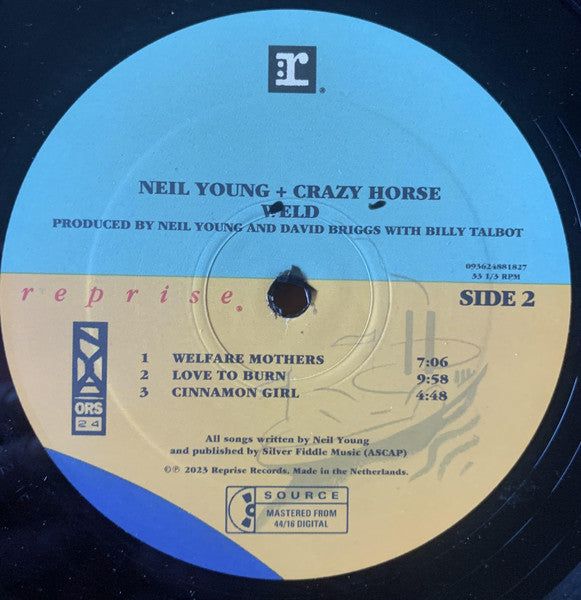 r
®
NEIL YOUNG + CRAZY HORSE
WELD
PRODUCED BY NEIL YOUNG AND DAVID BRIGGS WITH BILLY TALBOT
093624881827
33 1/3 RPM
reprise®
SIDE 2
1 WELFARE MOTHERS 7:06
2 LOVE TO BURN 9:58
3 CINNAMON GIRL 4:48
NYA
ORS
24
All songs written by Neil Young
and published by Silver Fiddle Music (ASCAP)
©℗ 2023 Reprise Records. Made in the Netherlands.
SOURCE
MASTERED FROM
44/16 DIGITAL